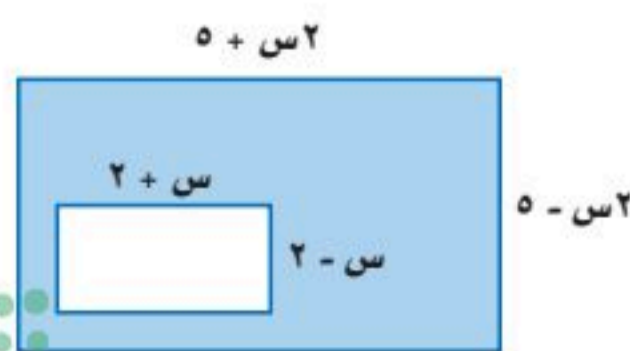 ٢س + ٥
س + ٢
٢س - ٥
س - ٢